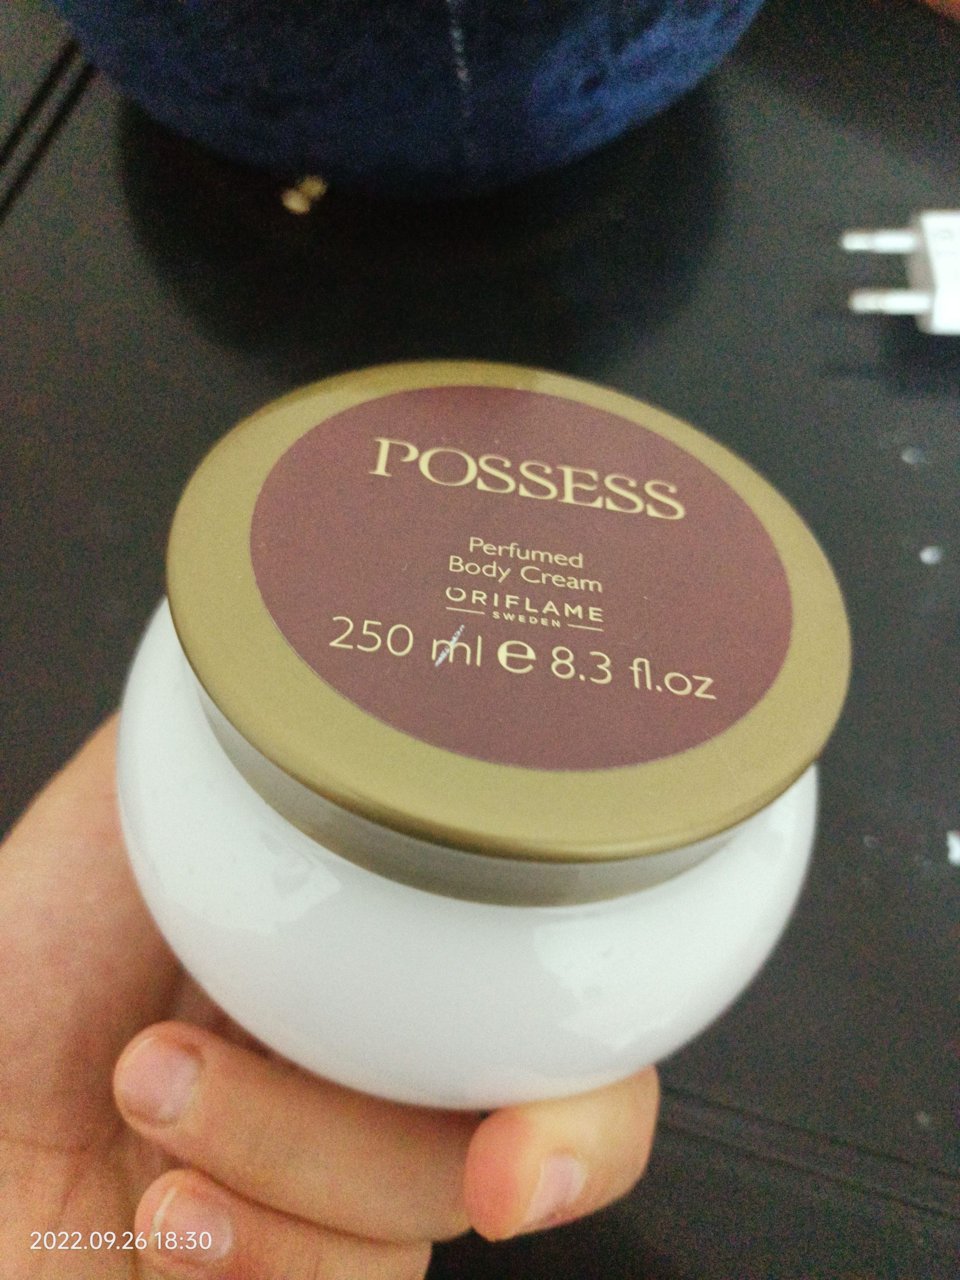 POSSESS
Perfumed
Body Cream
ORIFLAME
SWEDEN
250 ml e 8.3 fl.oz
2022.09.26 18:30